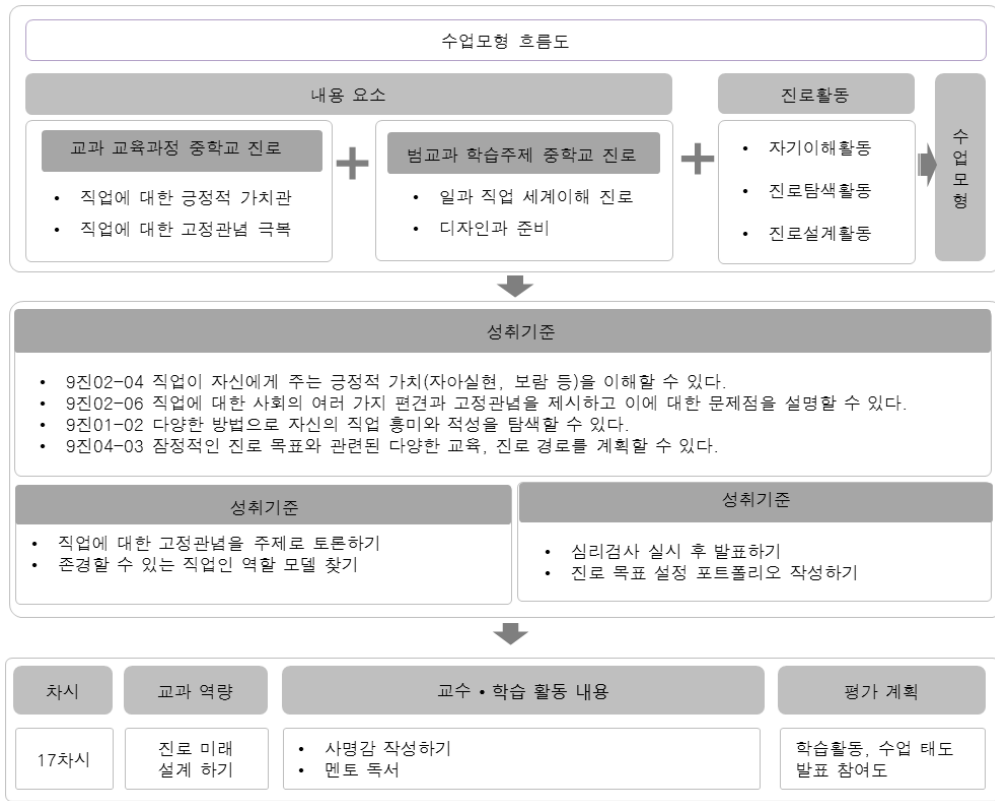 수업모형 흐름도
내용 요소
진로활동
수업모형
교과 교육과정 중학교 진로
• 직업에 대한 긍정적 가치관
• 직업에 대한 고정관념 극복
범교과 학습주제 중학교 진로
• 일과 직업 세계이해 진로
• 디자인과 준비
• 자기이해활동
• 진로탐색활동
• 진로설계활동
성취기준
• 9진02-04 직업이 자신에게 주는 긍정적 가치(자아실현, 보람 등)을 이해할 수 있다.
• 9진02-06 직업에 대한 사회의 여러 가지 편견과 고정관념을 제시하고 이에 대한 문제점을 설명할 수 있다.
• 9진01-02 다양한 방법으로 자신의 직업 흥미와 적성을 탐색할 수 있다.
• 9진04-03 잠정적인 진로 목표와 관련된 다양한 교육, 진로 경로를 계획할 수 있다.
성취기준
• 직업에 대한 고정관념을 주제로 토론하기
• 존경할 수 있는 직업인 역할 모델 찾기
성취기준
• 심리검사 실시 후 발표하기
• 진로 목표 설정 포트폴리오 작성하기
차시
교과 역량
교수 • 학습 활동 내용
평가 계획
17차시
진로 미래
설계 하기
• 사명감 작성하기
• 멘토 독서
학습활동, 수업 태도
발표 참여도